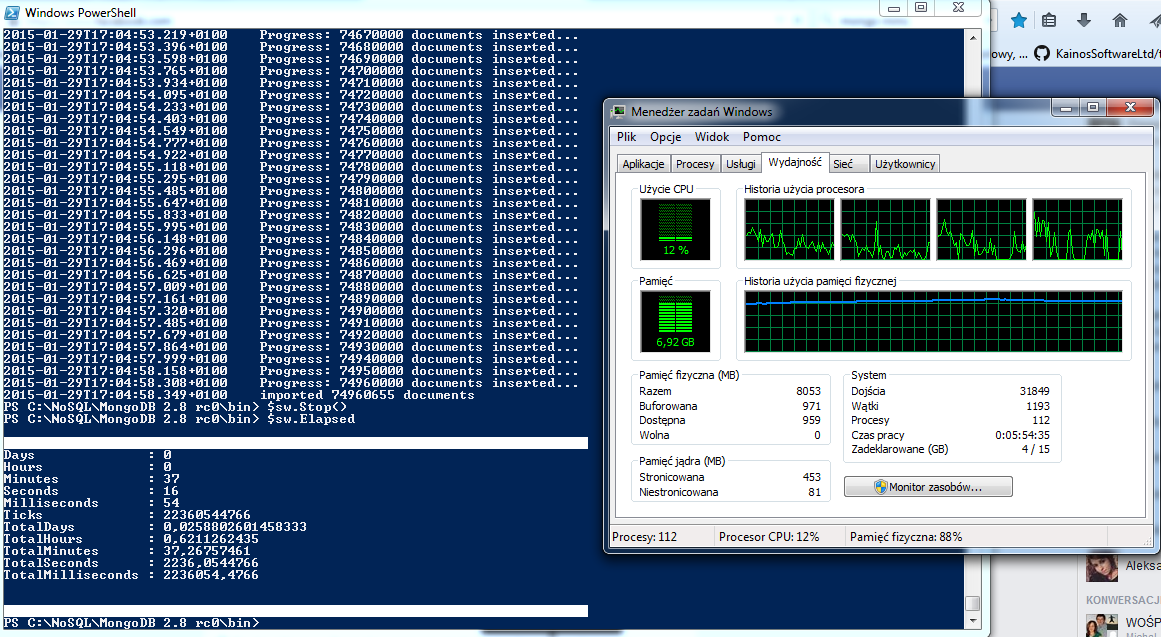 Windows PowerShell
2015-01-29T17:04:53.219+0100 Progress: 74670000 documents inserted...
2015-01-29T17:04:53.396+0100 Progress: 74680000 documents inserted...
2015-01-29T17:04:53.598+0100 Progress: 74690000 documents inserted...
2015-01-29T17:04:53.765+0100 Progress: 74700000 documents inserted...
2015-01-29T17:04:53.934+0100 Progress: 74710000 documents inserted...
2015-01-29T17:04:54.095+0100 Progress: 74720000 documents inserted...
2015-01-29T17:04:54.233+0100 Progress: 74730000 documents inserted...
2015-01-29T17:04:54.403+0100 Progress: 74740000 documents inserted...
2015-01-29T17:04:54.549+0100 Progress: 74750000 documents inserted...
2015-01-29T17:04:54.777+0100 Progress: 74760000 documents inserted...
2015-01-29T17:04:54.922+0100 Progress: 74770000 documents inserted...
2015-01-29T17:04:55.118+0100 Progress: 74780000 documents inserted...
2015-01-29T17:04:55.295+0100 Progress: 74790000 documents inserted...
2015-01-29T17:04:55.485+0100 Progress: 74800000 documents inserted...
2015-01-29T17:04:55.647+0100 Progress: 74810000 documents inserted...
2015-01-29T17:04:55.833+0100 Progress: 74820000 documents inserted...
2015-01-29T17:04:55.995+0100 Progress: 74830000 documents inserted...
2015-01-29T17:04:56.148+0100 Progress: 74840000 documents inserted...
2015-01-29T17:04:56.296+0100 Progress: 74850000 documents inserted...
2015-01-29T17:04:56.469+0100 Progress: 74860000 documents inserted...
2015-01-29T17:04:56.625+0100 Progress: 74870000 documents inserted...
2015-01-29T17:04:57.009+0100 Progress: 74880000 documents inserted...
2015-01-29T17:04:57.161+0100 Progress: 74890000 documents inserted...
2015-01-29T17:04:57.320+0100 Progress: 74900000 documents inserted...
2015-01-29T17:04:57.485+0100 Progress: 74910000 documents inserted...
2015-01-29T17:04:57.679+0100 Progress: 74920000 documents inserted...
2015-01-29T17:04:57.864+0100 Progress: 74930000 documents inserted...
2015-01-29T17:04:57.999+0100 Progress: 74940000 documents inserted...
2015-01-29T17:04:58.158+0100 Progress: 74950000 documents inserted...
2015-01-29T17:04:58.308+0100 Progress: 74960000 documents inserted...
2015-01-29T17:04:58.349+0100 imported 74960655 documents
PS C:\NoSQL\MongoDB 2.8 rc0\bin> $sw.Stop()
PS C:\NoSQL\MongoDB 2.8 rc0\bin> $sw.Elapsed
Days : 0
Hours : 0
Minutes : 37
Seconds : 16
Milliseconds : 54
Ticks : 22360544766
TotalDays : 0,0258802601458333
TotalHours : 0,6211262435
TotalMinutes : 37,26757461
TotalSeconds : 2236,0544766
TotalMilliseconds : 2236054,4766
PS C:\NoSQL\MongoDB 2.8 rc0\bin>
owy, ... KainosSoftwareLtd/t
Menedżer zadań Windows
Plik Opcje Widok Pomoc
Aplikacje Procesy Usługi Wydajność Sieć Użytkownicy
Użycie CPU Historia użycia procesora
12 %
Pamięć Historia użycia pamięci fizycznej
6,92 GB
Pamięć fizyczna (MB)
Razem 8053
Buforowana 971
Dostępna 959
Wolna 0
System
Dojścia 31849
Wątki 1193
Procesy 112
Czas pracy 0:05:54:35
Zadeklarowane (GB) 4 / 15
Pamięć jądra (MB)
Stronicowana 453
Niestronicowana 81
Monitor zasobów...
Procesy: 112 Procesor CPU: 12% Pamięć fizyczna: 88%
Aleksa
KONWERSACJ
WOŚP